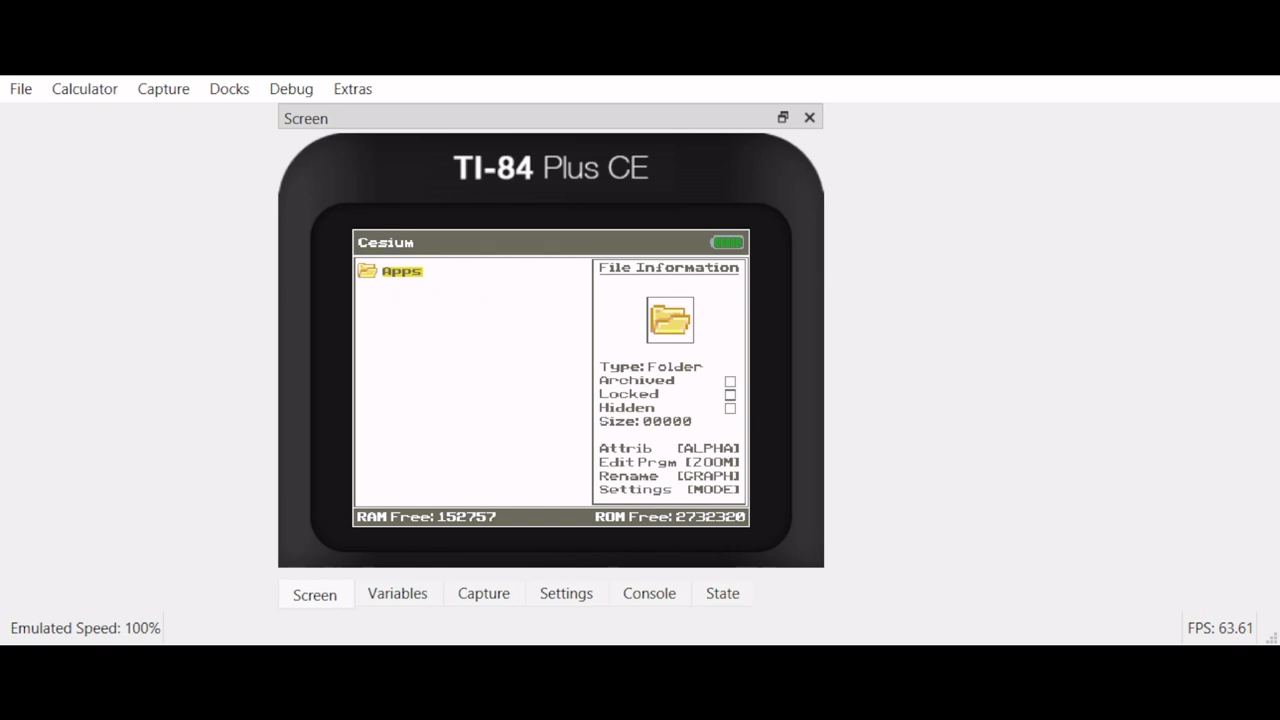 File Calculator Capture Docks Debug Extras
Screen
TI-84 Plus CE
Cesium
Apps
File Information
Type: Folder
Archived
Locked
Hidden
Size: 00000
Attrib [ALPHA]
Edit Prgm [ZOOM]
Rename [GRAPH]
Settings [MODE]
RAM Free: 152757 ROM Free: 2732320
Screen Variables Capture Settings Console State
Emulated Speed: 100% FPS: 63.61